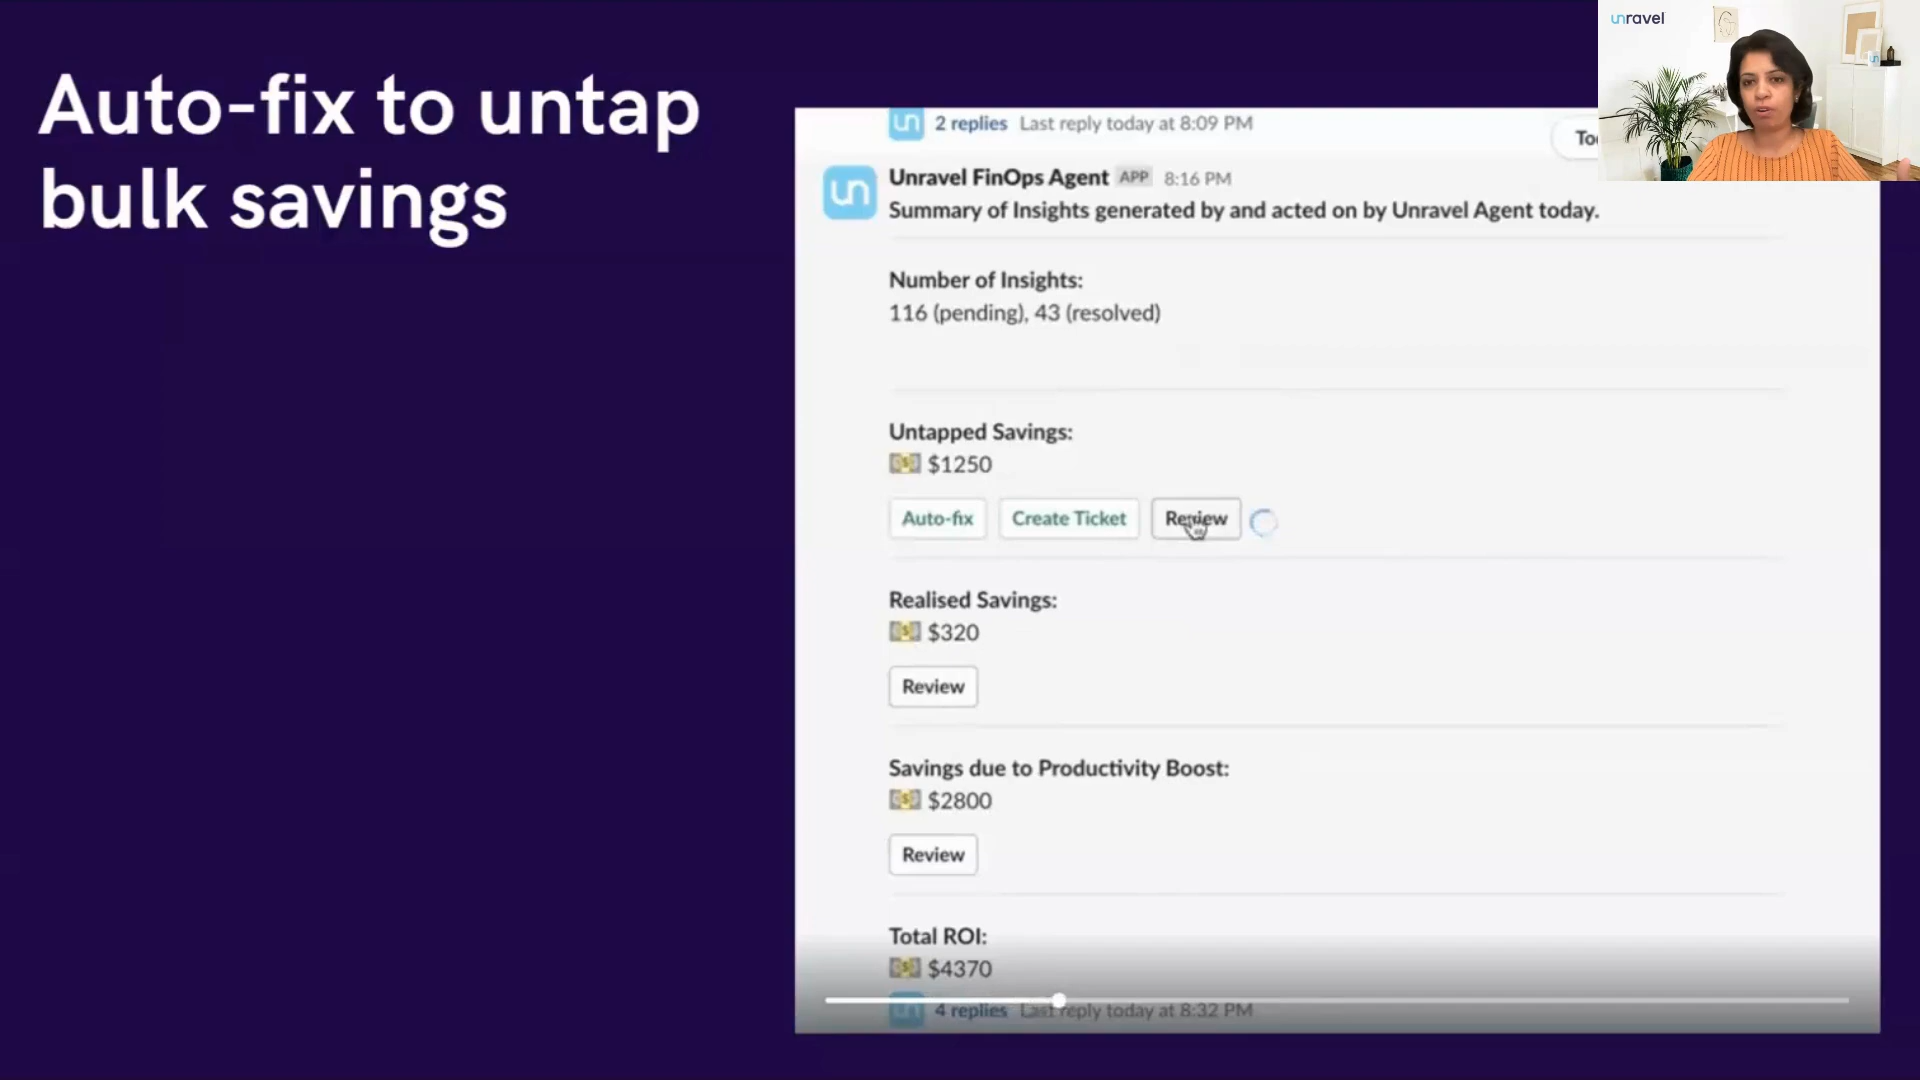 Auto-fix to untap
bulk savings
unravel
2 replies Last reply today at 8:09 PM
un
Unravel FinOps Agent APP 8:16 PM
Summary of Insights generated by and acted on by Unravel Agent today.
Number of Insights:
116 (pending), 43 (resolved)
Untapped Savings:
$1250
Auto-fix Create Ticket Review
Realised Savings:
$320
Review
Savings due to Productivity Boost:
$2800
Review
Total ROI:
$4370
4 replies Last reply today at 8:32 PM